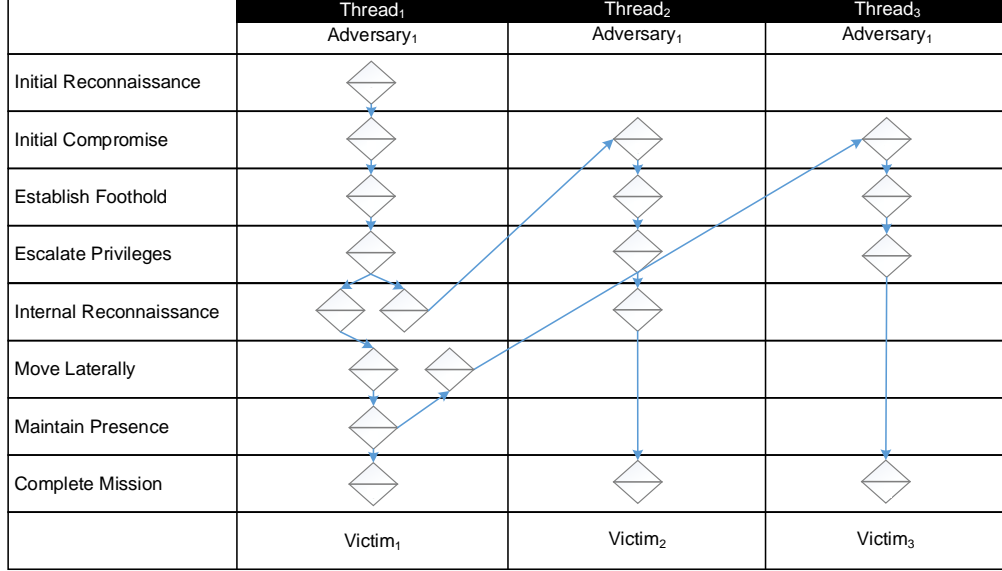 Thread₁ Thread₂ Thread₃
Adversary₁ Adversary₁ Adversary₁
Initial Reconnaissance
Initial Compromise
Establish Foothold
Escalate Privileges
Internal Reconnaissance
Move Laterally
Maintain Presence
Complete Mission
Victim₁ Victim₂ Victim₃